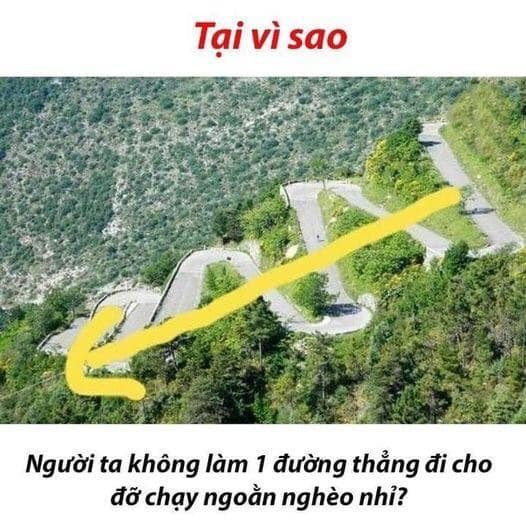 Tại vì sao
Người ta không làm 1 đường thẳng đi cho
đỡ chạy ngoằn nghèo nhỉ?